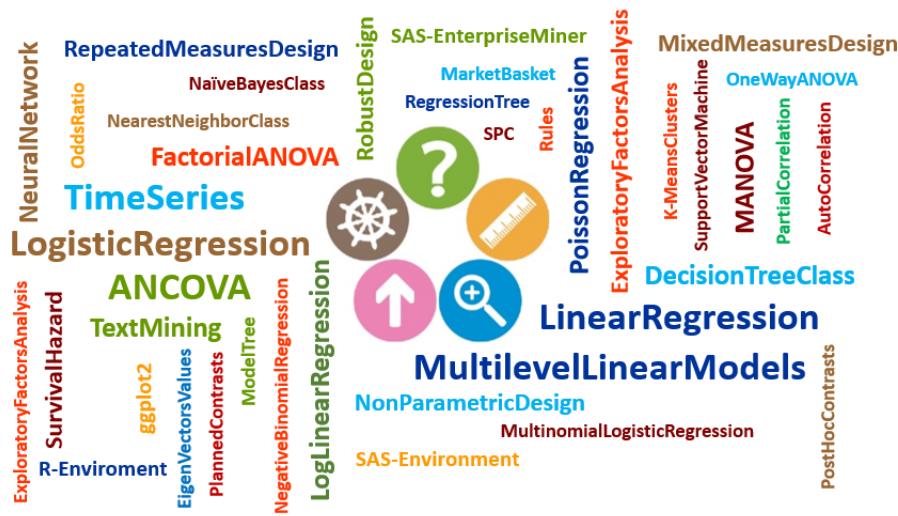 RepeatedMeasuresDesign
SAS-EnterpriseMiner
MixedMeasuresDesign
NeuralNetwork
OddsRatio
NaïveBayesClass
NearestNeighborClass
FactorialANOVA
TimeSeries
LogisticRegression
RobustDesign
MarketBasket
RegressionTree
SPC
Rules
?
PoissonRegression
ExploratoryFactorsAnalysis
OneWayANOVA
K-MeansClusters
SupportVectorMachine
MANOVA
PartialCorrelation
AutoCorrelation
DecisionTreeClass
ANCOVA
TextMining
ExploratoryFactorsAnalysis
SurvivalHazard
R-Enviroment
ggplot2
EigenVectorsValues
PlannedContrasts
ModelTree
NegativeBinomialRegression
LogLinearRegression
LinearRegression
MultilevelLinearModels
NonParametricDesign
MultinomialLogisticRegression
SAS-Environment
PostHocContrasts